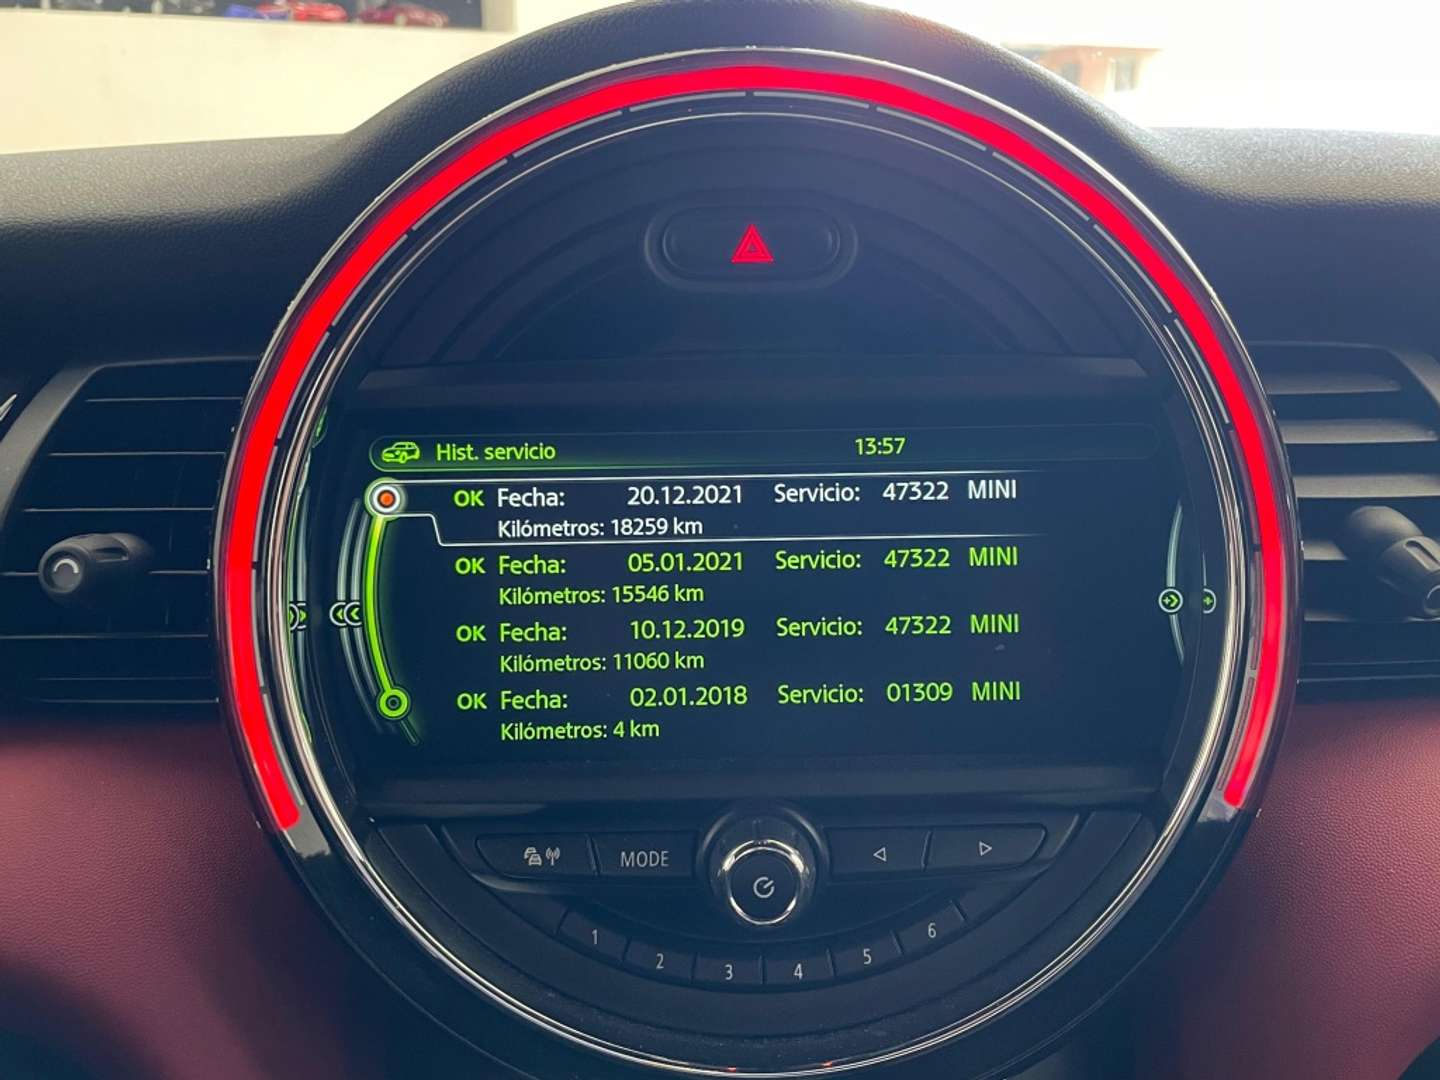 Hist. servicio 13:57
OK Fecha: 20.12.2021 Servicio: 47322 MINI
Kilómetros: 18259 km
OK Fecha: 05.01.2021 Servicio: 47322 MINI
Kilómetros: 15546 km
OK Fecha: 10.12.2019 Servicio: 47322 MINI
Kilómetros: 11060 km
OK Fecha: 02.01.2018 Servicio: 01309 MINI
Kilómetros: 4 km
MODE
1 2 3 4 5 6